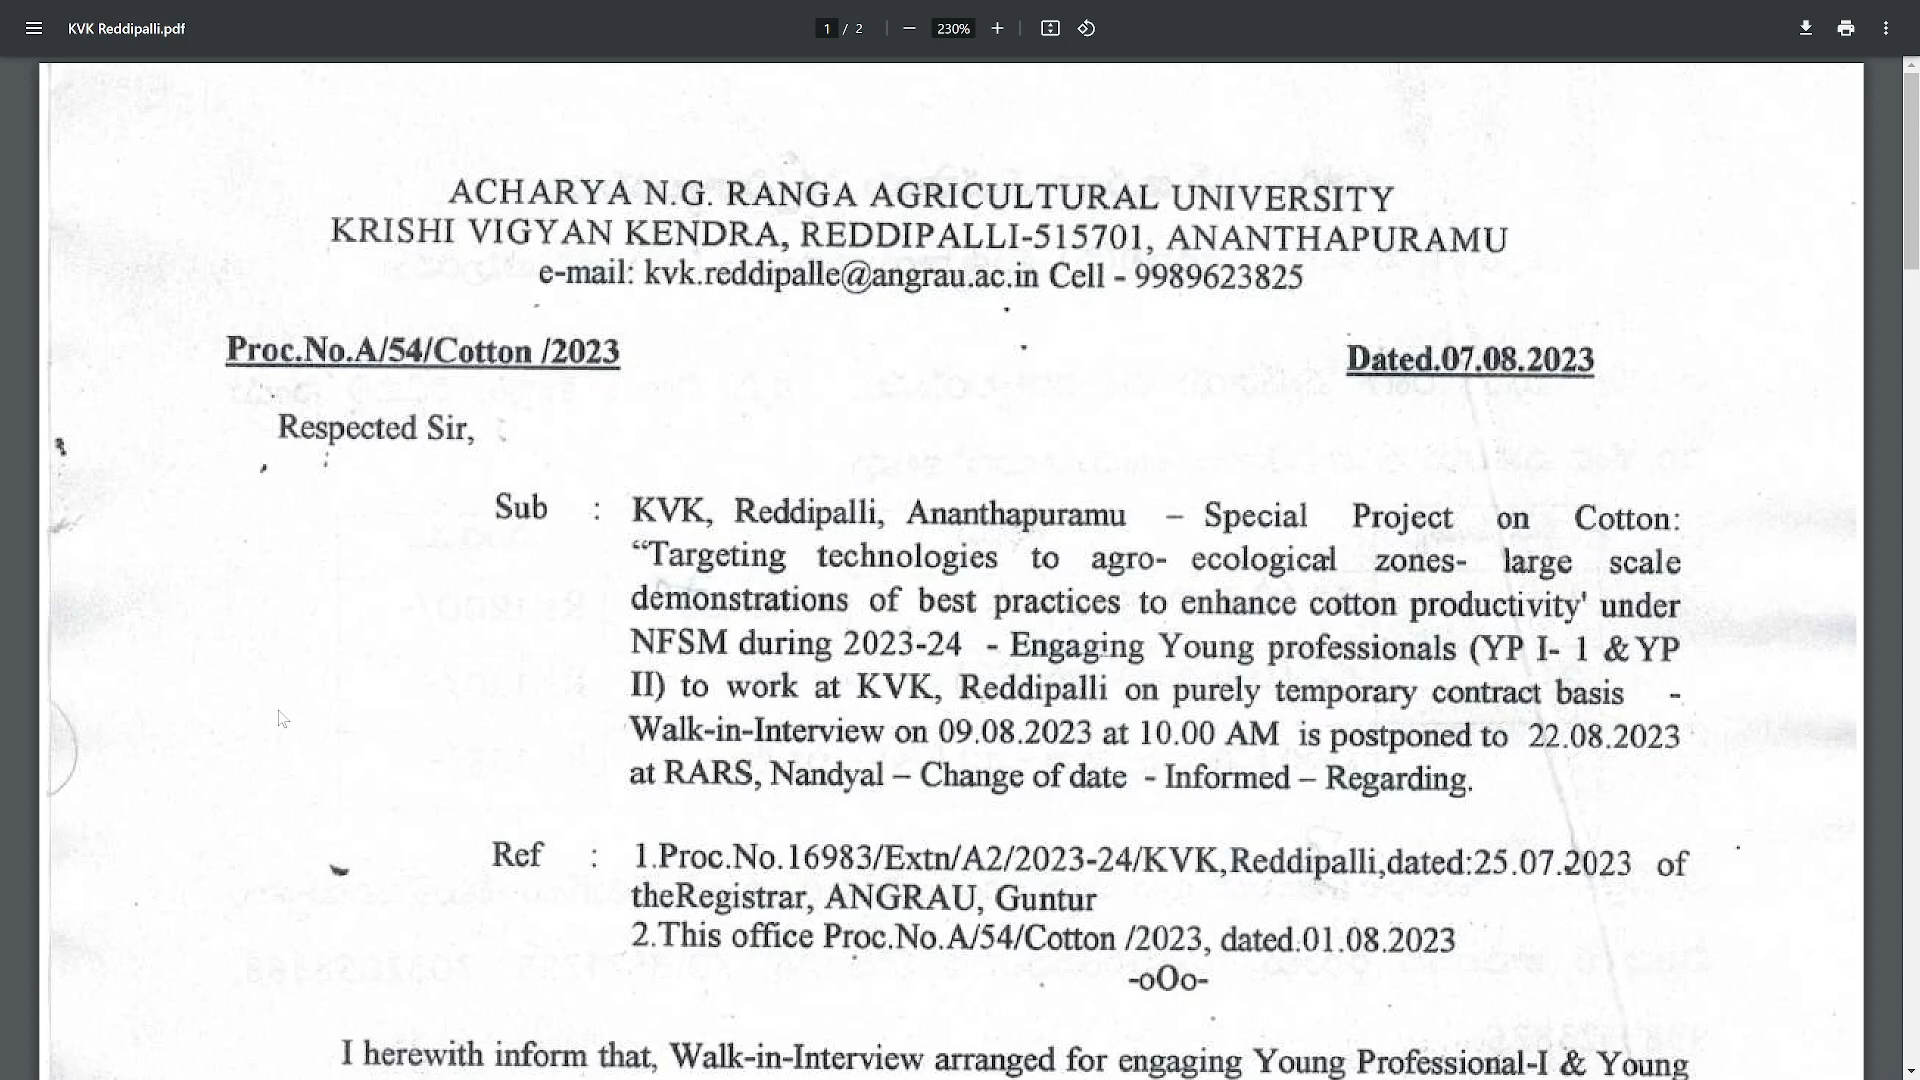 KVK Reddipalli.pdf
1 / 2
230%
ACHARYA N.G. RANGA AGRICULTURAL UNIVERSITY
KRISHI VIGYAN KENDRA, REDDIPALLI-515701, ANANTHAPURAMU
e-mail: kvk.reddipalle@angrau.ac.in Cell - 9989623825
Proc.No.A/54/Cotton /2023 Dated.07.08.2023
Respected Sir,
Sub : KVK, Reddipalli, Ananthapuramu – Special Project on Cotton:
“Targeting technologies to agro- ecological zones- large scale
demonstrations of best practices to enhance cotton productivity' under
NFSM during 2023-24 - Engaging Young professionals (YP I- 1 & YP
II) to work at KVK, Reddipalli on purely temporary contract basis -
Walk-in-Interview on 09.08.2023 at 10.00 AM is postponed to 22.08.2023
at RARS, Nandyal – Change of date - Informed – Regarding.
Ref : 1.Proc.No.16983/Extn/A2/2023-24/KVK,Reddipalli,dated:25.07.2023 of
theRegistrar, ANGRAU, Guntur
2.This office Proc.No.A/54/Cotton /2023, dated.01.08.2023
-oOo-
I herewith inform that, Walk-in-Interview arranged for engaging Young Professional-I & Young